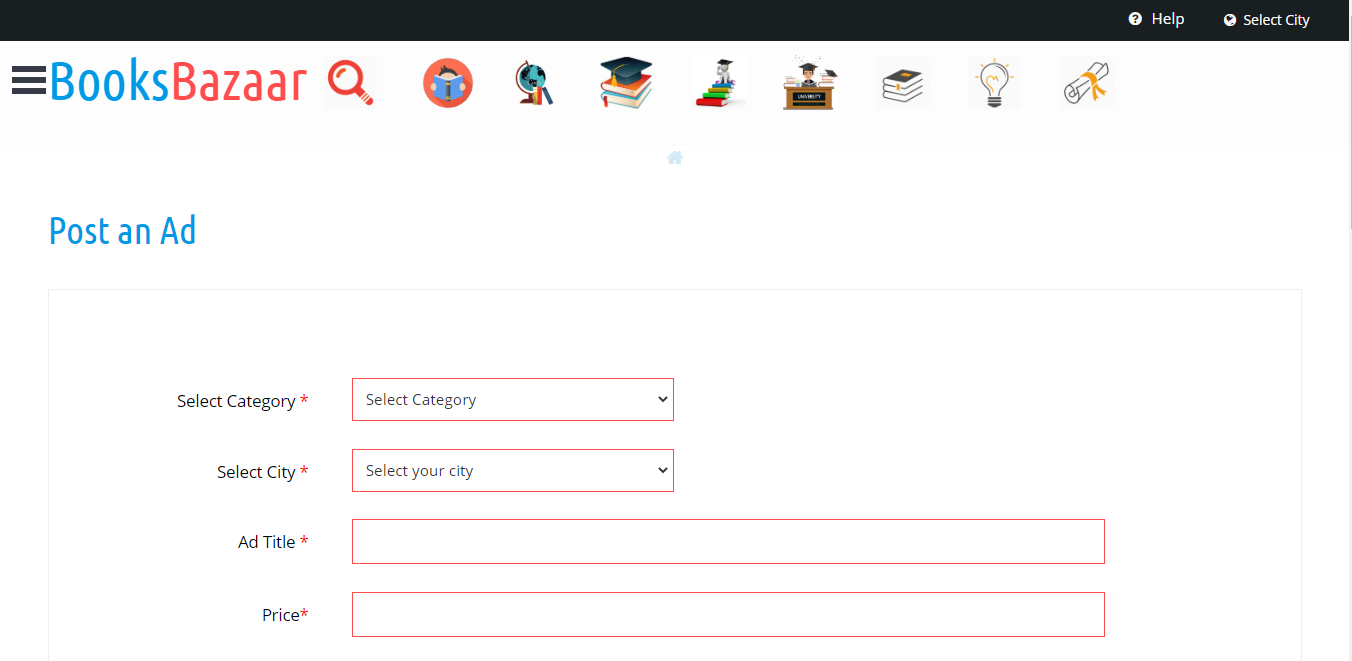 Help Select City
BooksBazaar
UNIVERSITY
Post an Ad
Select Category * Select Category
Select City * Select your city
Ad Title *
Price*